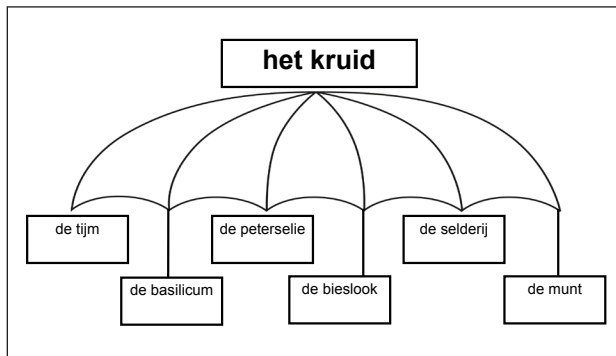 het kruid
de tijm
de peterselie
de selderij
de basilicum
de bieslook
de munt